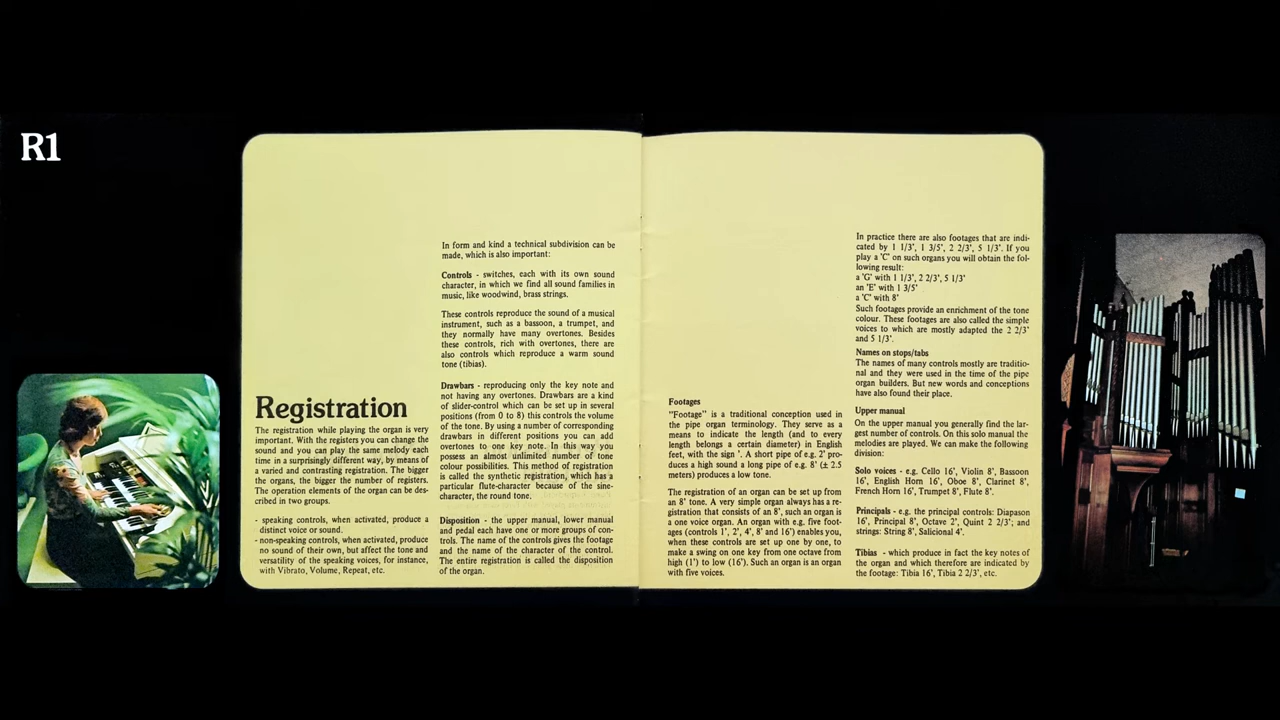 R1
Registration
The registration while playing the organ is very
important. With the registers you can change the
sound and you can play the same melody each
time in a surprisingly different way, by means of
a varied and contrasting registration. The bigger
the organs, the bigger the number of registers.
The operation elements of the organ can be des-
cribed in two groups.
- speaking controls, when activated, produce a
distinct voice or sound.
- non-speaking controls, when activated, produce
no sound of their own, but affect the tone and
versatility of the speaking voices, for instance,
with Vibrato, Volume, Repeat, etc.
In form and kind a technical subdivision can be
made, which is also important:
Controls - switches, each with its own sound
character, in which we find all sound families in
music, like woodwind, brass strings.
These controls reproduce the sound of a musical
instrument, such as a bassoon, a trumpet, and
they normally have many overtones. Besides
these controls, rich with overtones, there are
also controls which reproduce a warm sound
tone (tibias).
Drawbars - reproducing only the key note and
not having any overtones. Drawbars are a kind
of slider-control which can be set up in several
positions (from 0 to 8) this controls the volume
of the tone. By using a number of corresponding
drawbars in different positions you can add
overtones to one key note. In this way you
possess an almost unlimited number of tone
colour possibilities. This method of registration
is called the synthetic registration, which has a
particular flute-character because of the sine-
character, the round tone.
Disposition - the upper manual, lower manual
and pedal each have one or more groups of con-
trols. The name of the controls gives the footage
and the name of the character of the control.
The entire registration is called the disposition
of the organ.
Footages
"Footage" is a traditional conception used in
the pipe organ terminology. They serve as a
means to indicate the length (and to every
length belongs a certain diameter) in English
feet, with the sign '. A short pipe of e.g. 2' pro-
duces a high sound a long pipe of e.g. 8' (± 2.5
meters) produces a low tone.
The registration of an organ can be set up from
an 8' tone. A very simple organ always has a re-
gistration that consists of an 8', such an organ is
a one voice organ. An organ with e.g. five foot-
ages (controls 1', 2', 4', 8' and 16') enables you,
when these controls are set up one by one, to
make a swing on one key from one octave from
high (1') to low (16'). Such an organ is an organ
with five voices.
In practice there are also footages that are indi-
cated by 1 1/3', 1 3/5', 2 2/3', 5 1/3'. If you
play a 'C' on such organs you will obtain the fol-
lowing result:
a 'G' with 1 1/3', 2 2/3', 5 1/3'
an 'E' with 1 3/5'
a 'C' with 8'
Such footages provide an enrichment of the tone
colour. These footages are also called the simple
voices to which are mostly adapted the 2 2/3'
and 5 1/3'.
Names on stops/tabs
The names of many controls mostly are traditio-
nal and they were used in the time of the pipe
organ builders. But new words and conceptions
have also found their place.
Upper manual
On the upper manual you generally find the lar-
gest number of controls. On this solo manual the
melodies are played. We can make the following
division:
Solo voices - e.g. Cello 16', Violin 8', Bassoon
16', English Horn 16', Oboe 8', Clarinet 8',
French Horn 16', Trumpet 8', Flute 8'.
Principals - e.g. the principal controls: Diapason
16', Principal 8', Octave 2', Quint 2 2/3'; and
strings: String 8', Salicional 4'.
Tibias - which produce in fact the key notes of
the organ and which therefore are indicated by
the footage: Tibia 16', Tibia 2 2/3', etc.